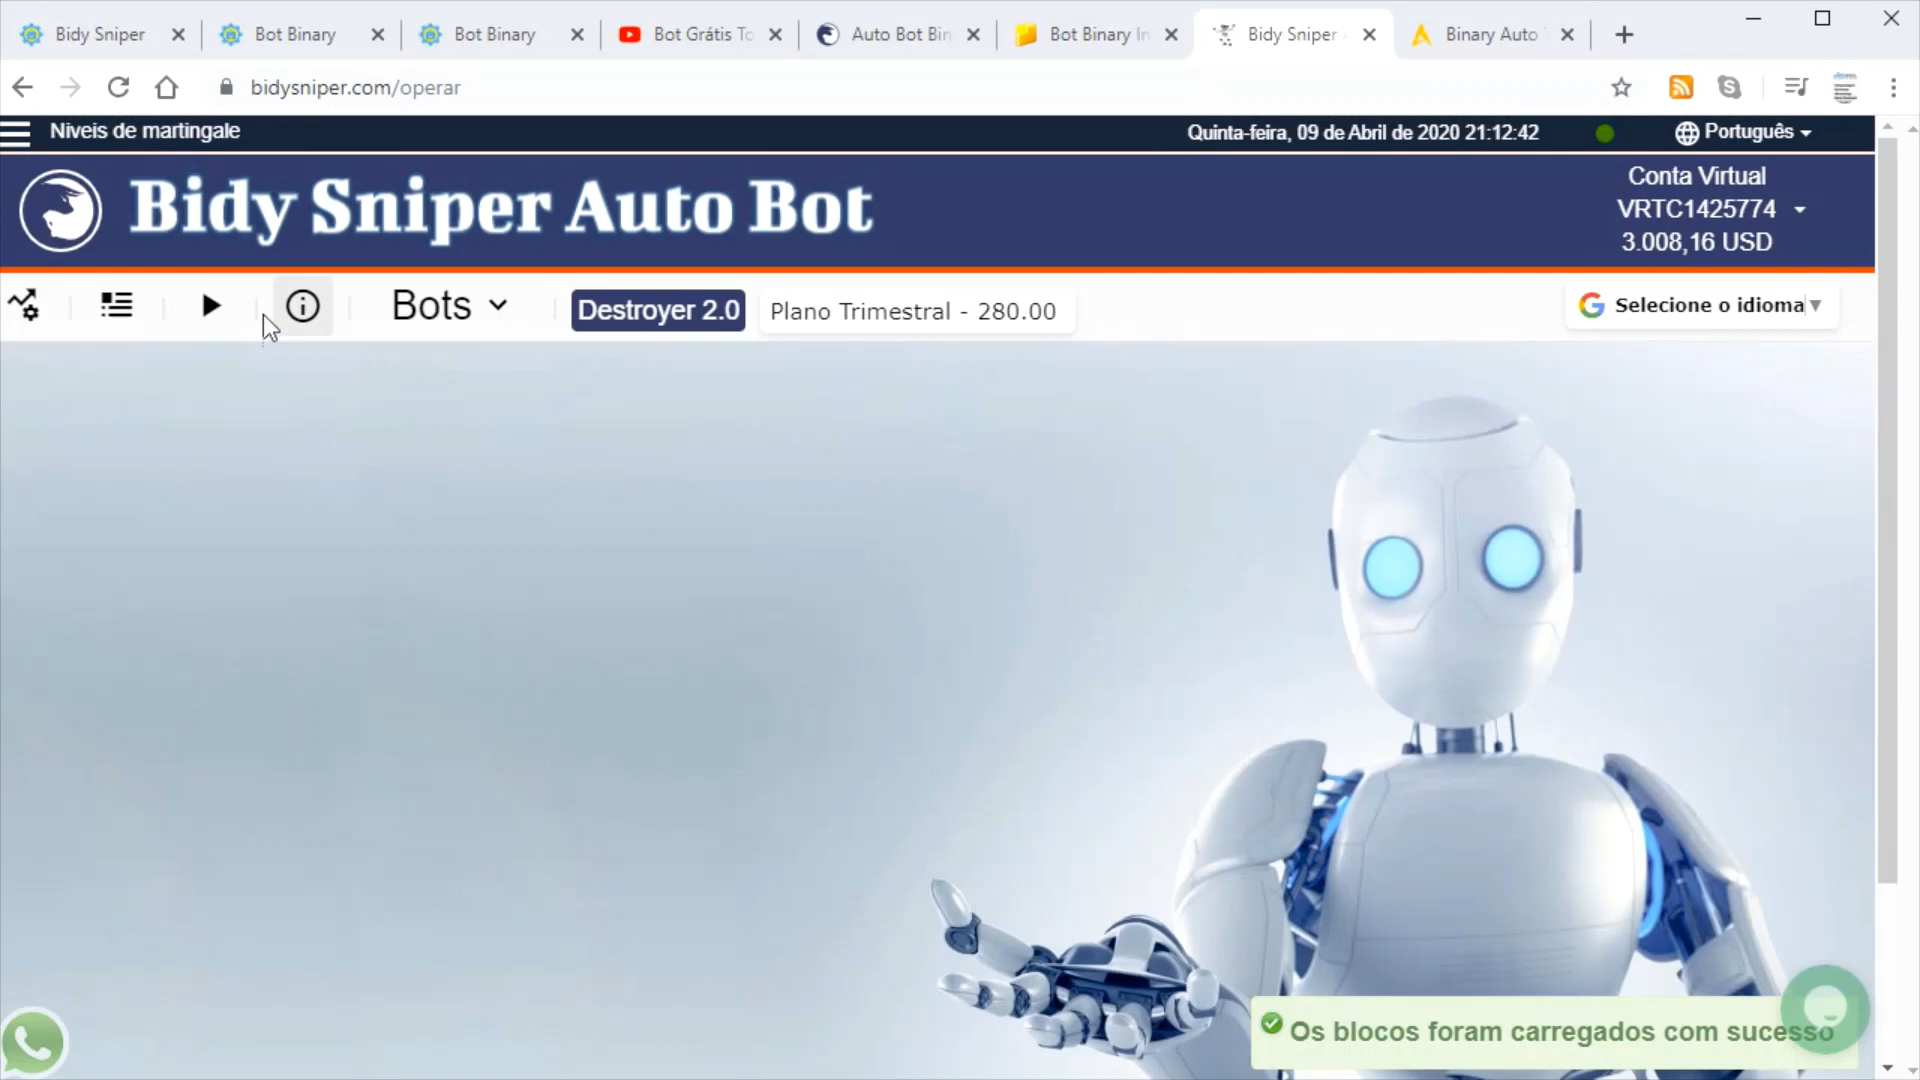 Bidy Sniper
Bot Binary
Bot Binary
Bot Grátis To
Auto Bot Bin
Bot Binary In
Bidy Sniper
Binary Auto
bidysniper.com/operar
Niveis de martingale
Quinta-feira, 09 de Abril de 2020 21:12:42
Português
Bidy Sniper Auto Bot
Conta Virtual
VRTC1425774
3.008,16 USD
Bots
Destroyer 2.0
Plano Trimestral - 280.00
Selecione o idioma
Os blocos foram carregados com sucesso